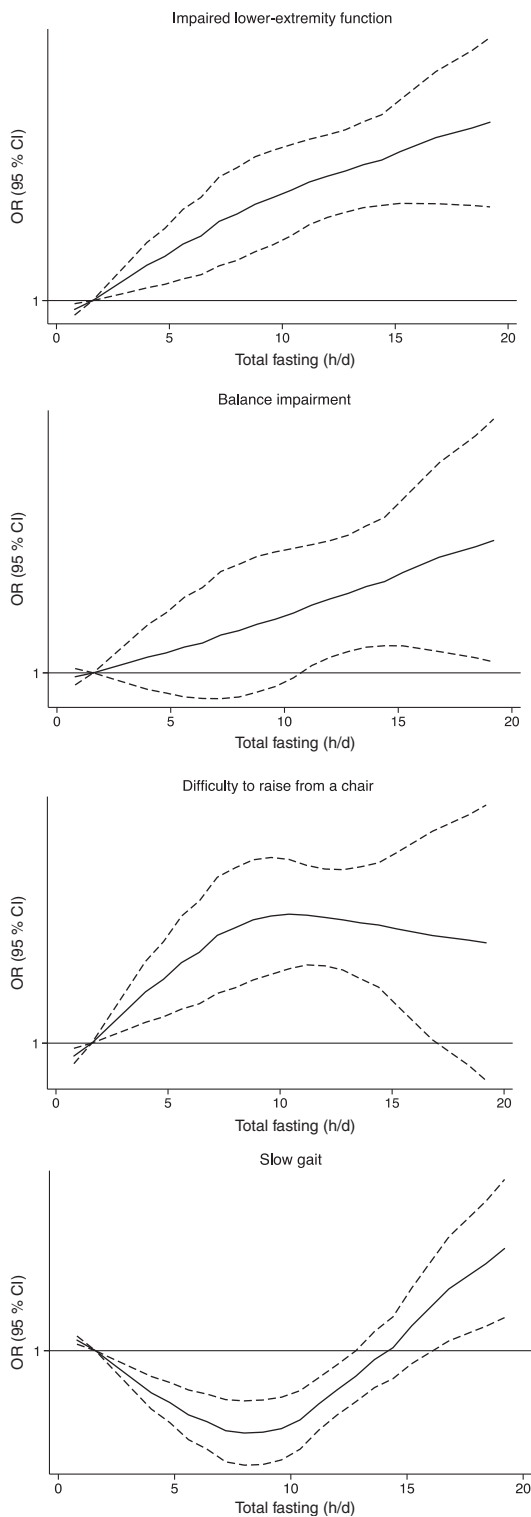 Impaired lower-extremity function
OR (95 % CI)
1
0 5 10 15 20
Total fasting (h/d)
Balance impairment
OR (95 % CI)
1
0 5 10 15 20
Total fasting (h/d)
Difficulty to raise from a chair
OR (95 % CI)
1
0 5 10 15 20
Total fasting (h/d)
Slow gait
OR (95 % CI)
1
0 5 10 15 20
Total fasting (h/d)